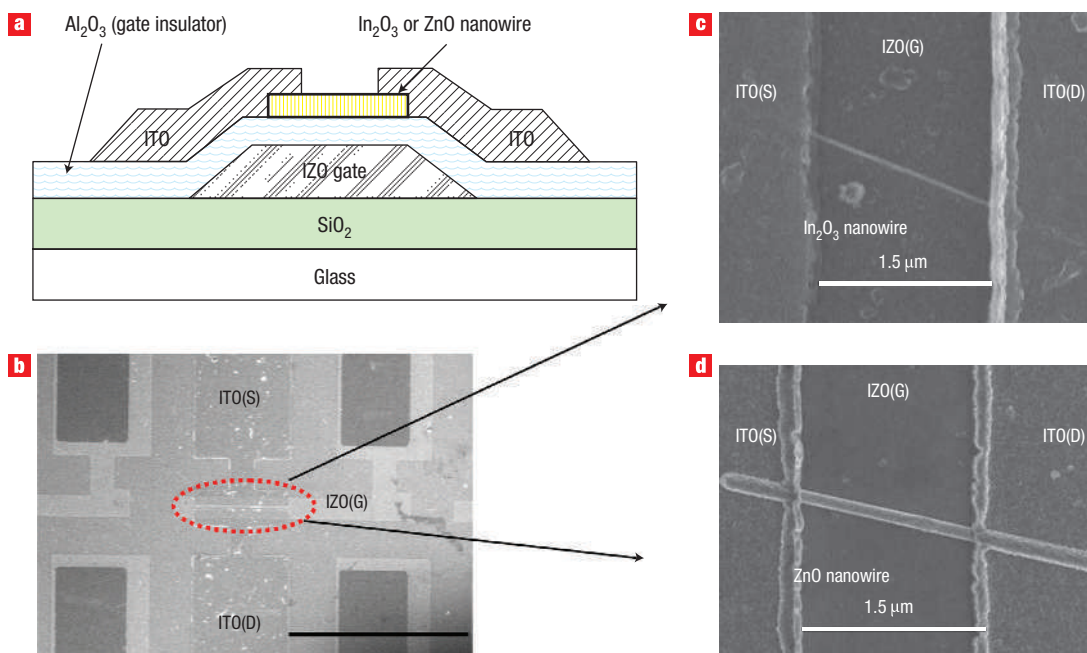 a
Al₂O₃ (gate insulator)
In₂O₃ or ZnO nanowire
ITO
ITO
IZO gate
SiO₂
Glass
b
ITO(S)
IZO(G)
ITO(D)
c
IZO(G)
ITO(S)
ITO(D)
In₂O₃ nanowire
1.5 μm
d
IZO(G)
ITO(S)
ITO(D)
ZnO nanowire
1.5 μm